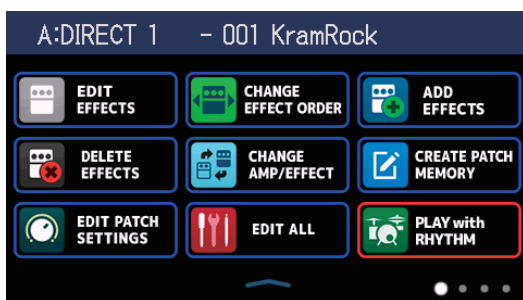 A:DIRECT 1 - 001 KramRock
EDIT
EFFECTS
CHANGE
EFFECT ORDER
ADD
EFFECTS
DELETE
EFFECTS
CHANGE
AMP/EFFECT
CREATE PATCH
MEMORY
EDIT PATCH
SETTINGS
EDIT ALL
PLAY with
RHYTHM